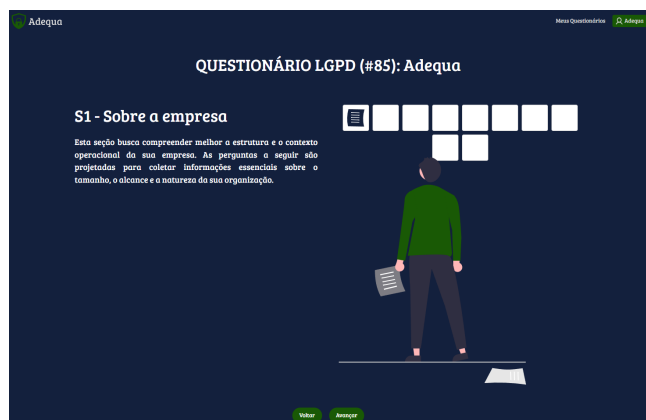 Adequa
Meus Questionários
Adequa
QUESTIONÁRIO LGPD (#85): Adequa
S1 - Sobre a empresa
Esta seção busca compreender melhor a estrutura e o contexto
operacional da sua empresa. As perguntas a seguir são
projetadas para coletar informações essenciais sobre o
tamanho, o alcance e a natureza da sua organização.
Voltar
Avançar